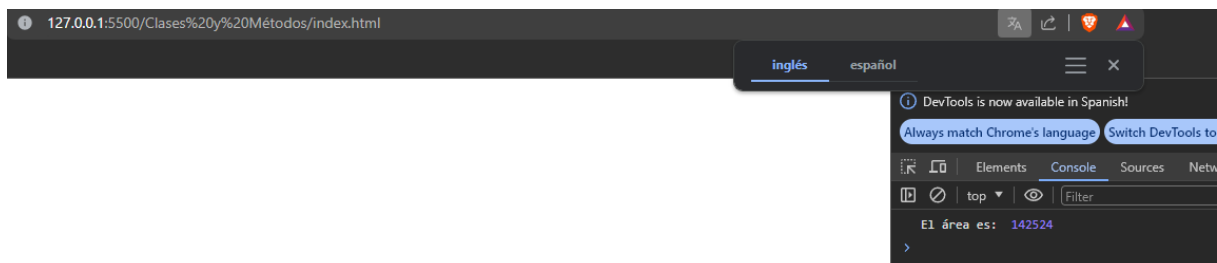 127.0.0.1:5500/Clases%20y%20Métodos/index.html
inglés español
DevTools is now available in Spanish!
Always match Chrome's language Switch DevTools to
Elements Console Sources Netw
top Filter
El área es: 142524